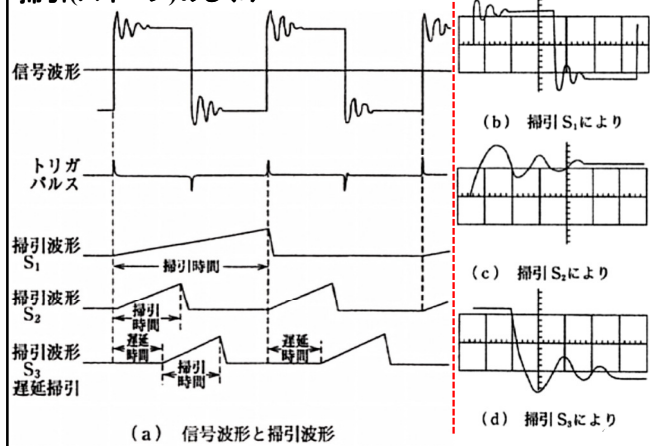 信号波形
トリガ
パルス
掃引波形
S₁
掃引時間
掃引波形
S₂
掃引
時間
掃引波形
S₃
遅延掃引
遅延
時間
掃引
時間
遅延
時間
(a) 信号波形と掃引波形
(b) 掃引S₁により
(c) 掃引S₂により
(d) 掃引S₃により